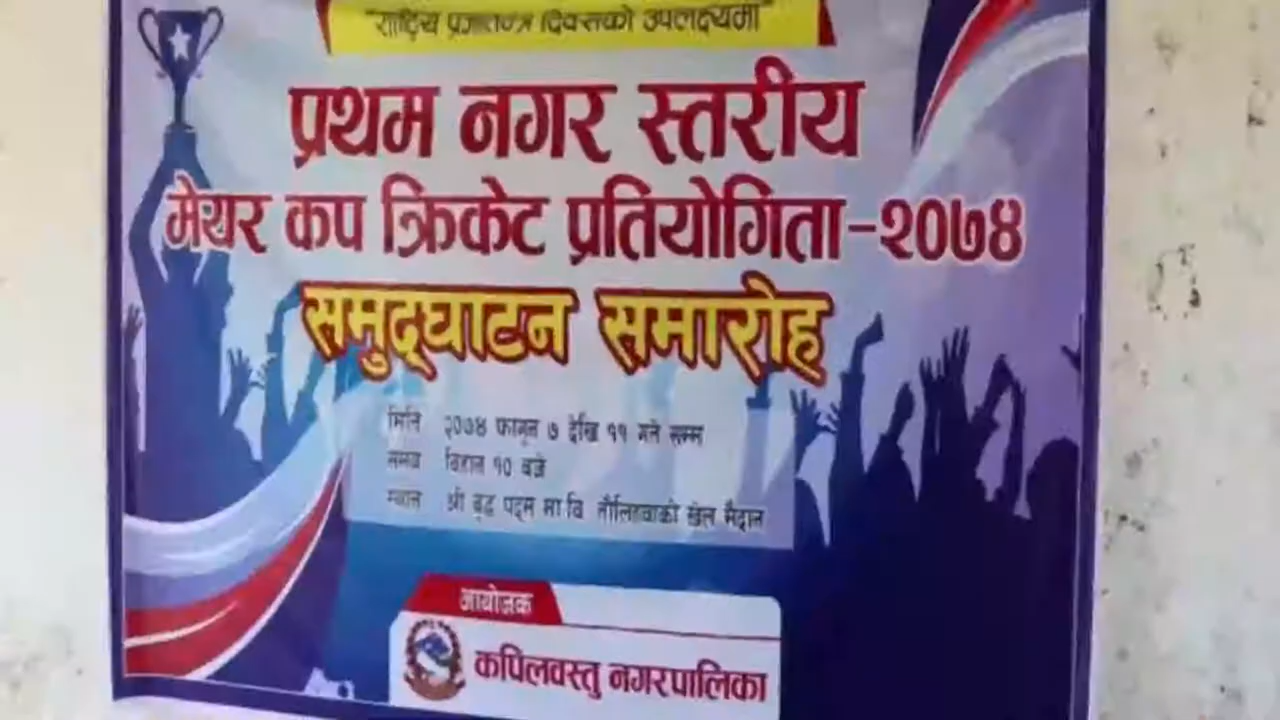 "राष्ट्रिय प्रजातन्त्र दिवसको उपलक्ष्यमा"
प्रथम नगर स्तरीय
मेयर कप क्रिकेट प्रतियोगिता-२०७४
समुद्घाटन समारोह
मिति २०७४ फागुन ७ देखि ११ गते सम्म
समय बिहान १० बजे
स्थान श्री बुद्ध पद्म मा वि तौलिहवाको खेल मैदान
आयोजक
कपिलवस्तु नगरपालिका